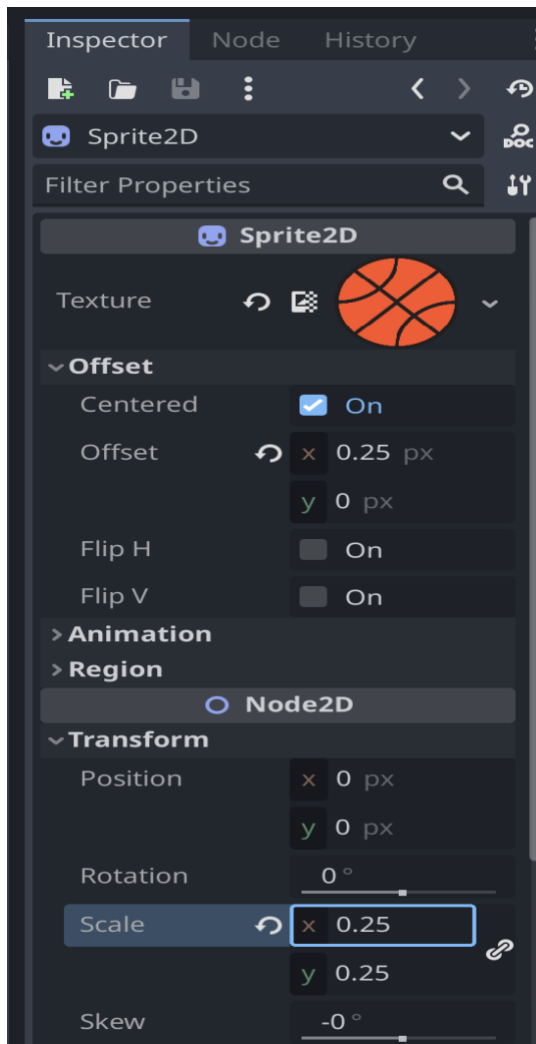 Inspector Node History
Sprite2D
DOC
Filter Properties
Sprite2D
Texture
Offset
Centered On
Offset x 0.25 px
y 0 px
Flip H On
Flip V On
Animation
Region
Node2D
Transform
Position x 0 px
y 0 px
Rotation 0 °
Scale x 0.25
y 0.25
Skew -0 °